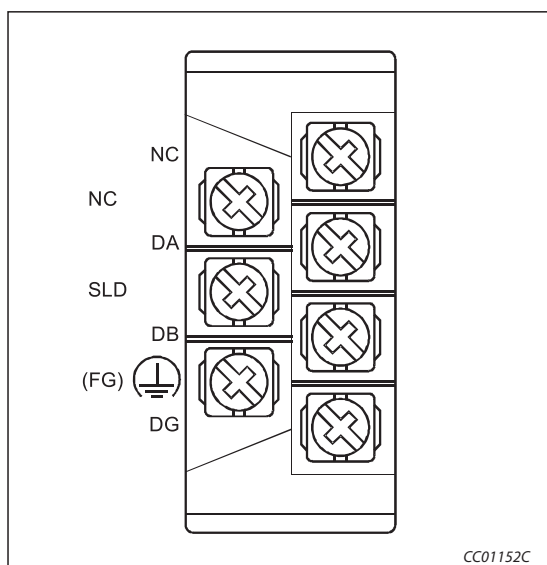 NC
NC
DA
SLD
DB
(FG)
DG
CC01152C